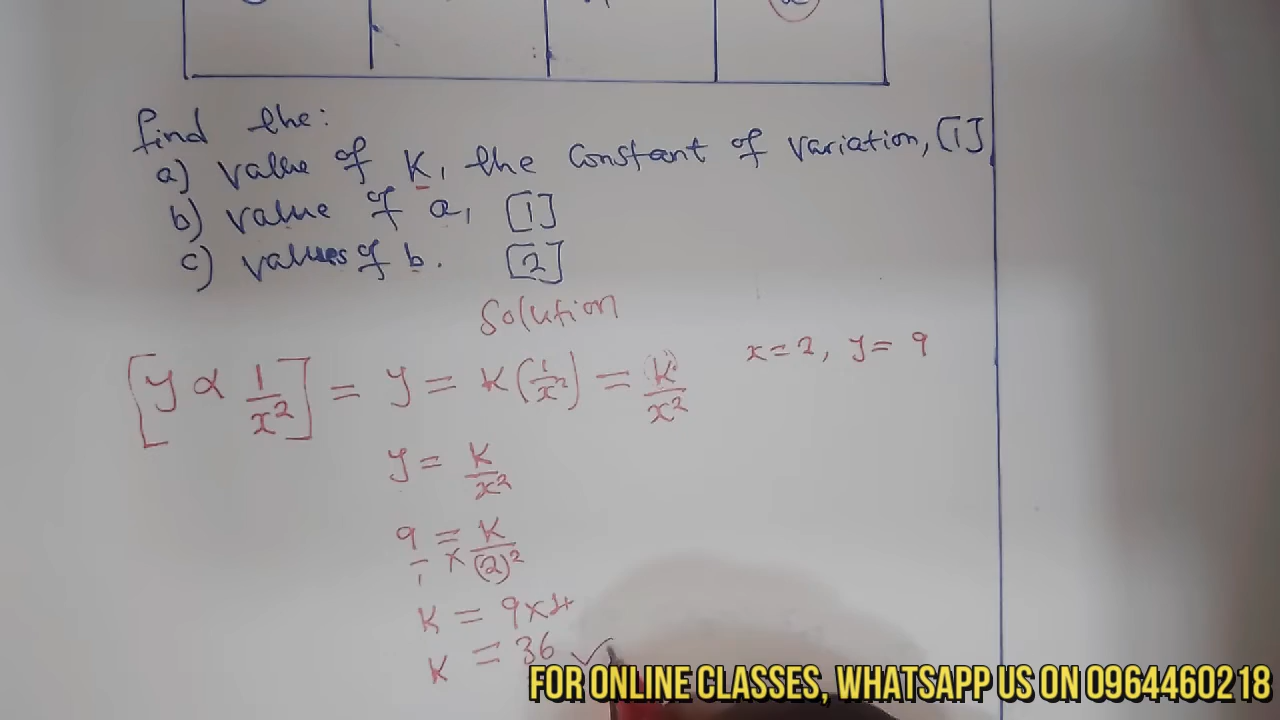 find the:
a) value of K, the constant of variation, [1]
b) value of a, [1]
c) values of b. [2]
Solution
[y ∝ 1/x²] = y = K(1/x²) = K/x²
x = 2, y = 9
y = K/x²
9/1 × = K/(2)²
K = 9×4
K = 36 ✓
FOR ONLINE CLASSES, WHATSAPP US ON 0964460218